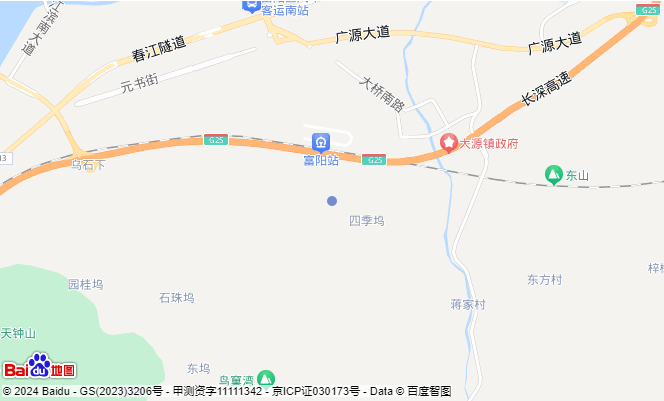 客运南站
G25
江滨南大道
广源大道
广源大道
春江隧道
元书街
大桥南路
长深高速
G25
大源镇政府
富阳站
G25
乌石下
东山
四季坞
东方村
园桂坞
石珠坞
蒋家村
天钟山
东坞
鸟窠湾
Bai 地图
© 2024 Baidu - GS(2023)3206号 - 甲测资字11111342 - 京ICP证030173号 - Data © 百度智图